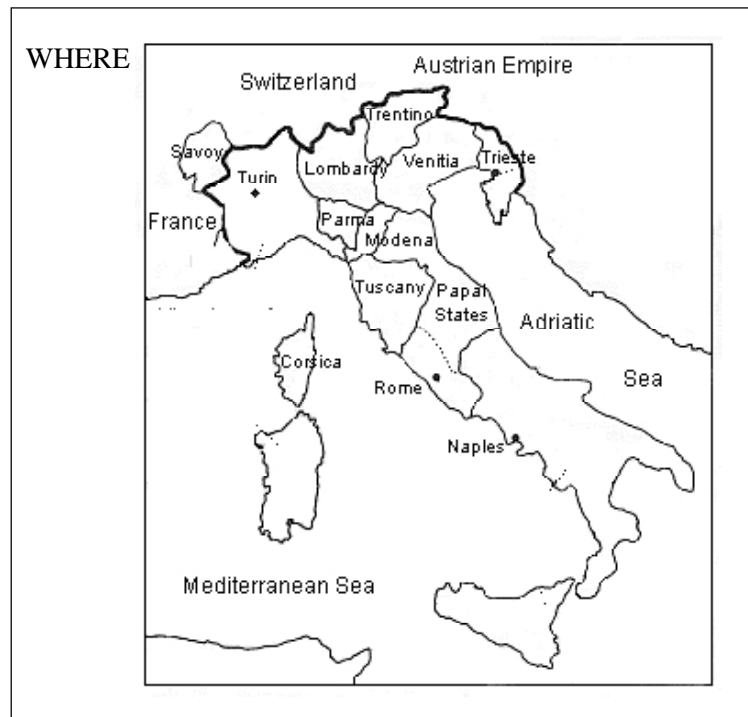 WHERE
Austrian Empire
Switzerland
Trentino
Savoy
Lombardy
Venitia
Trieste
Turin
France
Parma
Modena
Tuscany
Papal
States
Adriatic
Sea
Corsica
Rome
Naples
Mediterranean Sea